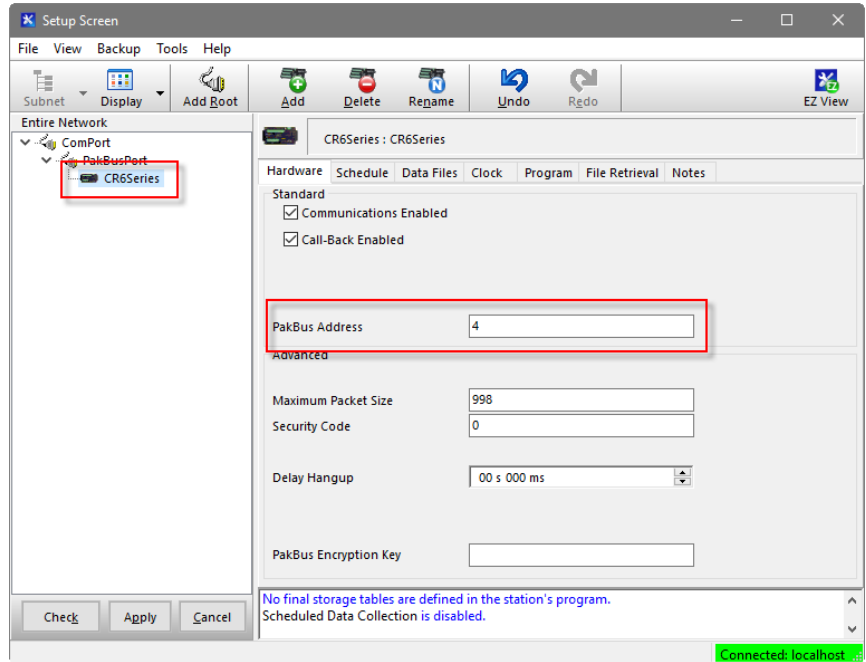 Setup Screen
File View Backup Tools Help
Subnet Display Add Root Add Delete Rename Undo Redo EZ View
Entire Network
ComPort
PakBusPort
CR6Series
CR6Series : CR6Series
Hardware Schedule Data Files Clock Program File Retrieval Notes
Standard
Communications Enabled
Call-Back Enabled
PakBus Address 4
Advanced
Maximum Packet Size 998
Security Code 0
Delay Hangup 00 s 000 ms
PakBus Encryption Key
No final storage tables are defined in the station's program.
Scheduled Data Collection is disabled.
Check Apply Cancel
Connected: localhost